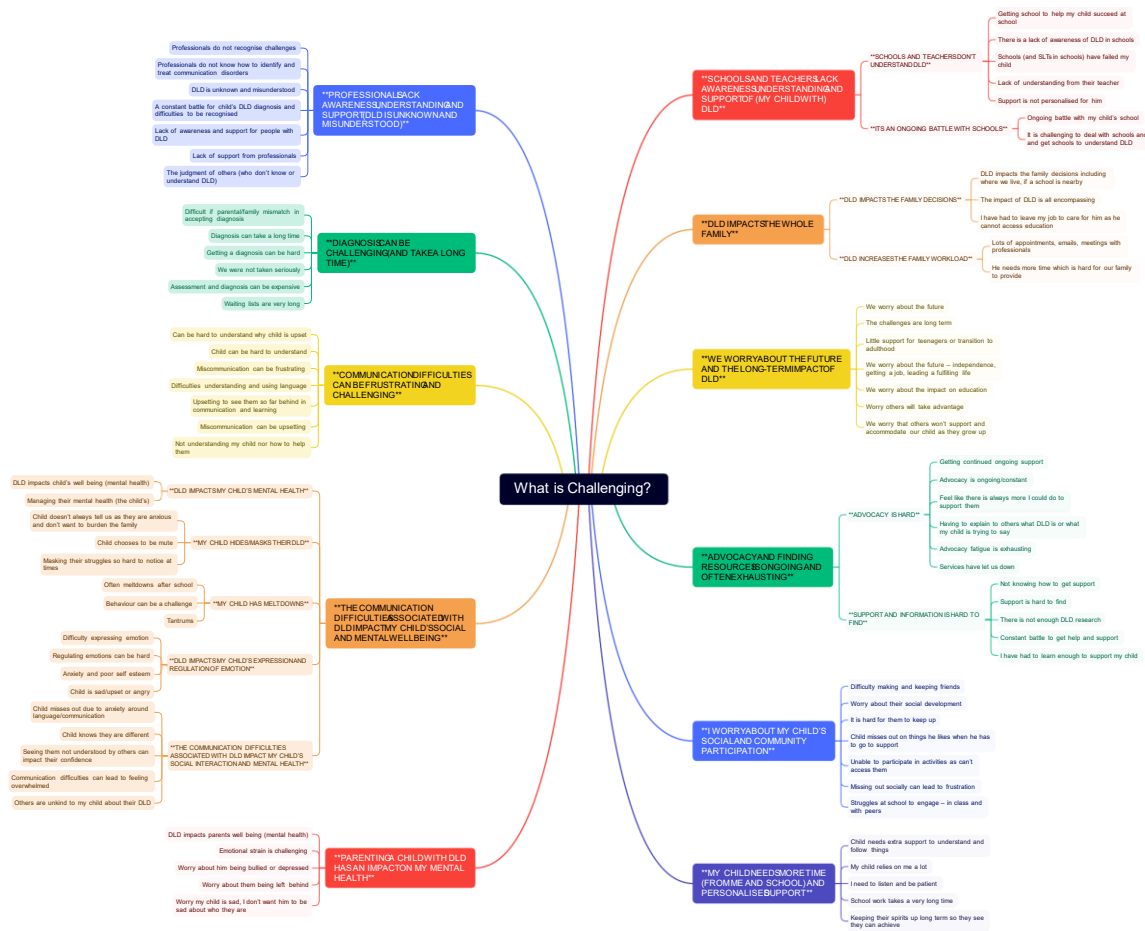 What is Challenging?
**PROFESSIONALS LACK
AWARENESS, UNDERSTANDING AND
SUPPORT (DLD IS UNKNOWN AND
MISUNDERSTOOD)**
Professionals do not recognise challenges
Professionals do not know how to identify and
treat communication disorders
DLD is unknown and misunderstood
A constant battle for child's DLD diagnosis and
difficulties to be recognised
Lack of awareness and support for people with
DLD
Lack of support from professionals
The judgment of others (who don't know or
understand DLD)
**DIAGNOSIS CAN BE
CHALLENGING (AND TAKE A LONG
TIME)**
Difficult if parental/family mismatch in
accepting diagnosis
Diagnosis can take a long time
Getting a diagnosis can be hard
We were not taken seriously
Assessment and diagnosis can be expensive
Waiting lists are very long
**COMMUNICATION DIFFICULTIES
CAN BE FRUSTRATING AND
CHALLENGING**
Can be hard to understand why child is upset
Child can be hard to understand
Miscommunication can be frustrating
Difficulties understanding and using language
Upsetting to see them so far behind in
communication and learning
Miscommunication can be upsetting
Not understanding my child nor how to help
them
**THE COMMUNICATION
DIFFICULTIES ASSOCIATED WITH
DLD IMPACT MY CHILD'S SOCIAL
AND MENTAL WELLBEING**
**DLD IMPACTS MY CHILD'S MENTAL HEALTH**
DLD impacts child's well being (mental heath)
Managing their mental health (the child's)
**MY CHILD HIDES/MASKS THEIR DLD**
Child doesn't always tell us as they are anxious
and don't want to burden the family
Child chooses to be mute
Masking their struggles so hard to notice at
times
**MY CHILD HAS MELTDOWNS**
Often meltdowns after school
Behaviour can be a challenge
Tantrums
**DLD IMPACTS MY CHILD'S EXPRESSION AND
REGULATION OF EMOTION**
Difficulty expressing emotion
Regulating emotions can be hard
Anxiety and poor self esteem
Child is sad/upset or angry
**THE COMMUNICATION DIFFICULTIES
ASSOCIATED WITH DLD IMPACT MY CHILD'S
SOCIAL INTERACTION AND MENTAL HEALTH**
Child misses out due to anxiety around
language/communication
Child knows they are different
Seeing them not understood by others can
impact their confidence
Communication difficulties can lead to feeling
overwhelmed
Others are unkind to my child about their DLD
**PARENTING A CHILD WITH DLD
HAS AN IMPACT ON MY MENTAL
HEALTH**
DLD impacts parents well being (mental health)
Emotional strain is challenging
Worry about him being bullied or depressed
Worry about them being left behind
Worry my child is sad, I don't want him to be
sad about who they are
**SCHOOLS AND TEACHERS LACK
AWARENESS, UNDERSTANDING AND
SUPPORT OF (MY CHILD WITH)
DLD**
**SCHOOLS AND TEACHERS DON'T
UNDERSTAND DLD**
Getting school to help my child succeed at
school
There is a lack of awareness of DLD in schools
Schools (and SLTs in schools) have failed my
child
Lack of understanding from their teacher
Support is not personalised for him
**ITS AN ONGOING BATTLE WITH SCHOOLS**
Ongoing battle with my child's school
It is challenging to deal with schools and
and get schools to understand DLD
**DLD IMPACTS THE WHOLE
FAMILY**
**DLD IMPACTS THE FAMILY DECISIONS**
DLD impacts the family decisions including
where we live, if a school is nearby
The impact of DLD is all encompassing
I have had to leave my job to care for him as he
cannot access education
**DLD INCREASES THE FAMILY WORKLOAD**
Lots of appointments, emails, meetings with
professionals
He needs more time which is hard for our family
to provide
**WE WORRY ABOUT THE FUTURE
AND THE LONG-TERM IMPACT OF
DLD**
We worry about the future
The challenges are long term
Little support for teenagers or transition to
adulthood
We worry about the future – independence,
getting a job, leading a fulfilling life
We worry about the impact on education
Worry others will take advantage
We worry that others won't support and
accommodate our child as they grow up
**ADVOCACY AND FINDING
RESOURCES IS ONGOING AND
OFTEN EXHAUSTING**
**ADVOCACY IS HARD**
Getting continued ongoing support
Advocacy is ongoing/constant
Feel like there is always more I could do to
support them
Having to explain to others what DLD is or what
my child is trying to say
Advocacy fatigue is exhausting
Services have let us down
**SUPPORT AND INFORMATION IS HARD TO
FIND**
Not knowing how to get support
Support is hard to find
There is not enough DLD research
Constant battle to get help and support
I have had to learn enough to support my child
**I WORRY ABOUT MY CHILD'S
SOCIAL AND COMMUNITY
PARTICIPATION**
Difficulty making and keeping friends
Worry about their social development
It is hard for them to keep up
Child misses out on things he likes when he has
to go to support
Unable to participate in activities as can't
access them
Missing out socially can lead to frustration
Struggles at school to engage – in class and
with peers
**MY CHILD NEEDS MORE TIME
(FROM ME AND SCHOOL) AND
PERSONALISED SUPPORT**
Child needs extra support to understand and
follow things
My child relies on me a lot
I need to listen and be patient
School work takes a very long time
Keeping their spirits up long term so they see
they can achieve